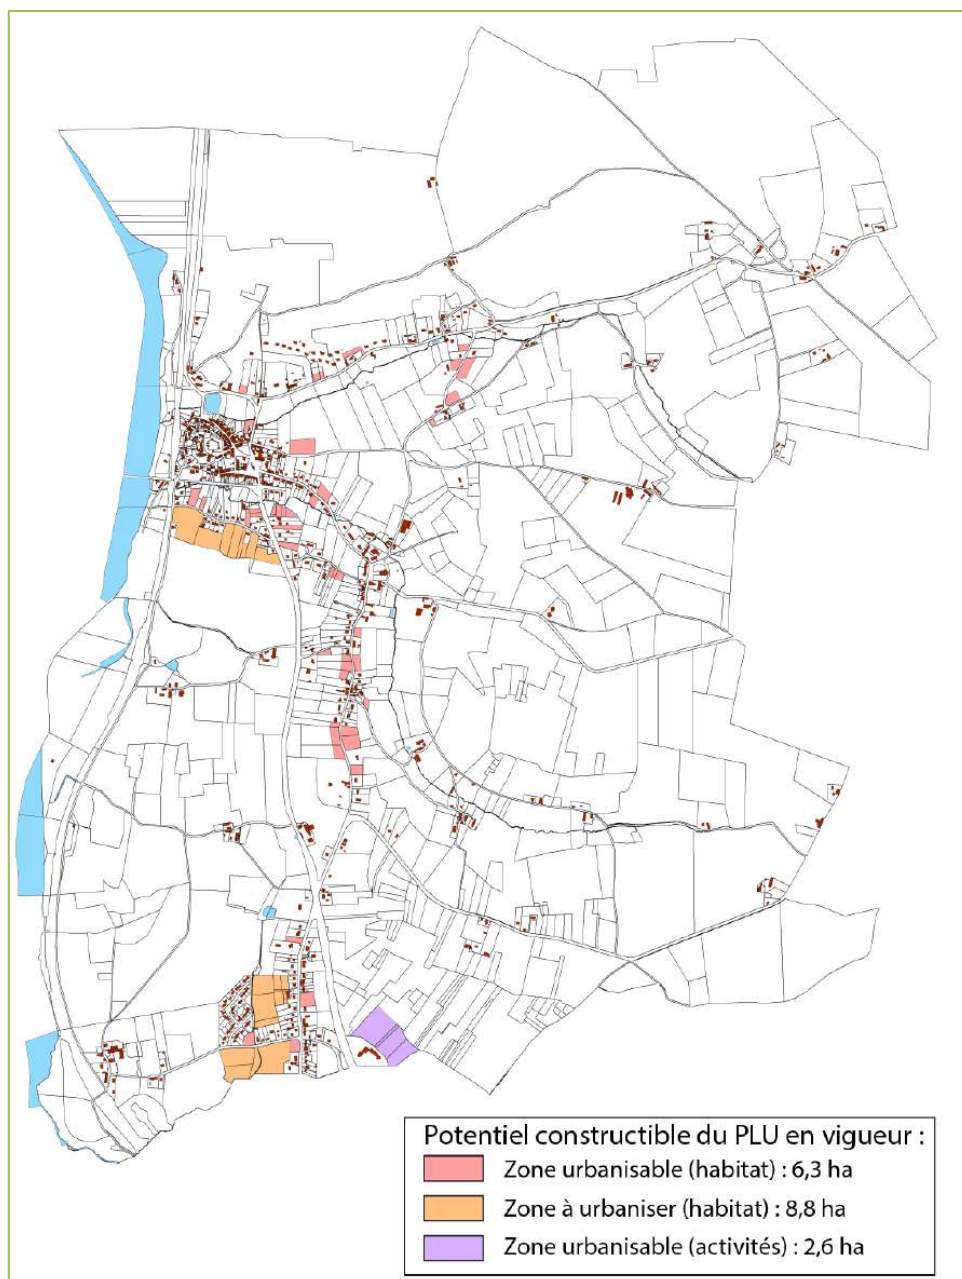 Potentiel constructible du PLU en vigueur :
Zone urbanisable (habitat) : 6,3 ha
Zone à urbaniser (habitat) : 8,8 ha
Zone urbanisable (activités) : 2,6 ha